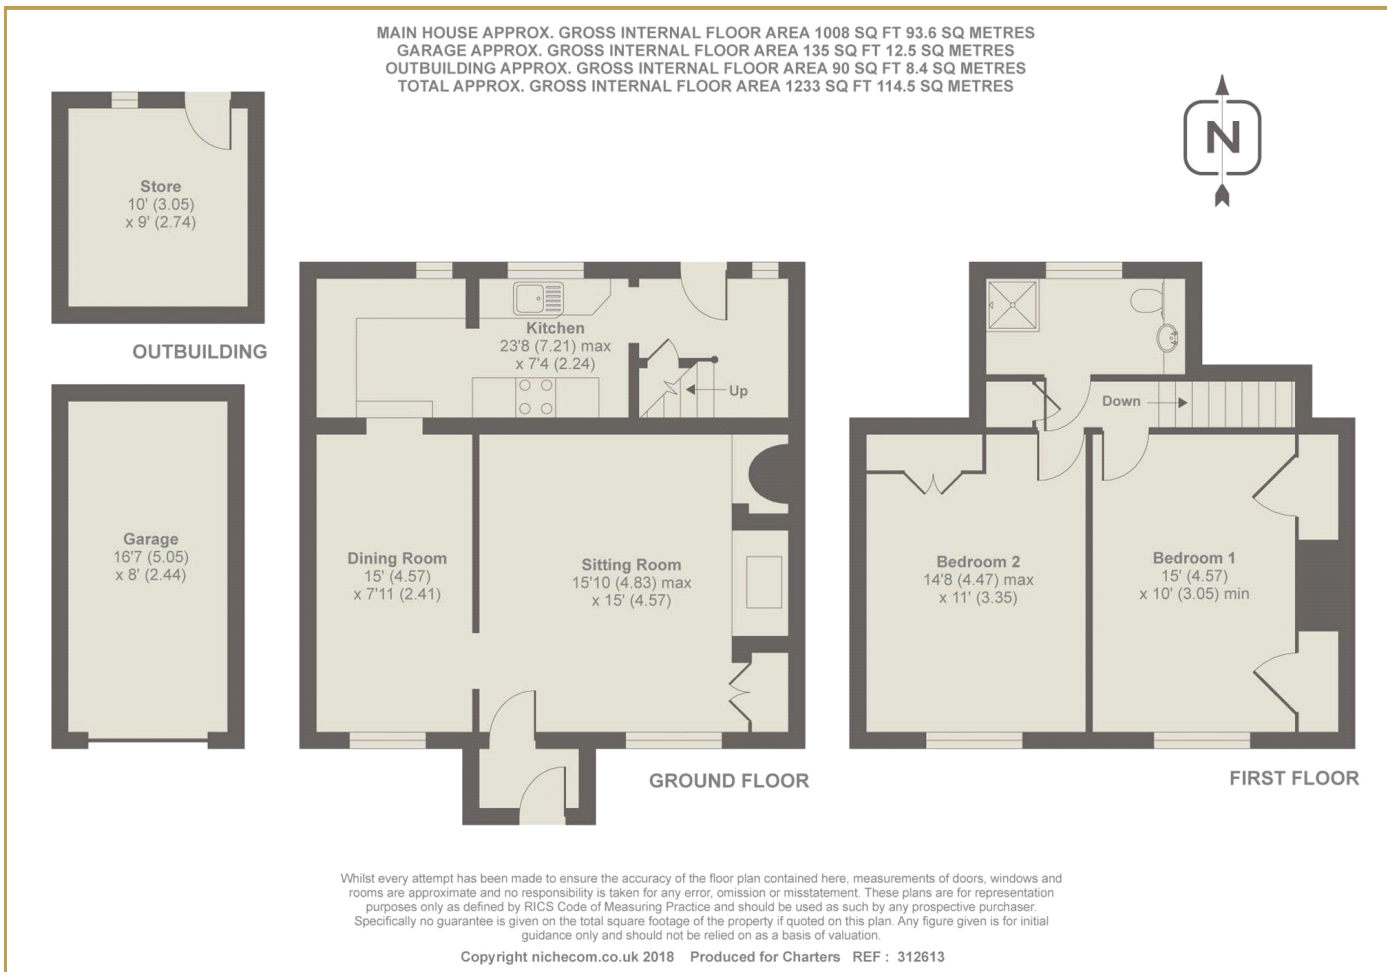 MAIN HOUSE APPROX. GROSS INTERNAL FLOOR AREA 1008 SQ FT 93.6 SQ METRES
GARAGE APPROX. GROSS INTERNAL FLOOR AREA 135 SQ FT 12.5 SQ METRES
OUTBUILDING APPROX. GROSS INTERNAL FLOOR AREA 90 SQ FT 8.4 SQ METRES
TOTAL APPROX. GROSS INTERNAL FLOOR AREA 1233 SQ FT 114.5 SQ METRES
N
Store
10' (3.05)
x 9' (2.74)
OUTBUILDING
Garage
16'7 (5.05)
x 8' (2.44)
Kitchen
23'8 (7.21) max
x 7'4 (2.24)
Up
Dining Room
15' (4.57)
x 7'11 (2.41)
Sitting Room
15'10 (4.83) max
x 15' (4.57)
GROUND FLOOR
Down
Bedroom 2
14'8 (4.47) max
x 11' (3.35)
Bedroom 1
15' (4.57)
x 10' (3.05) min
FIRST FLOOR
Whilst every attempt has been made to ensure the accuracy of the floor plan contained here, measurements of doors, windows and
rooms are approximate and no responsibility is taken for any error, omission or misstatement. These plans are for representation
purposes only as defined by RICS Code of Measuring Practice and should be used as such by any prospective purchaser.
Specifically no guarantee is given on the total square footage of the property if quoted on this plan. Any figure given is for initial
guidance only and should not be relied on as a basis of valuation.
Copyright nichecom.co.uk 2018 Produced for Charters REF : 312613